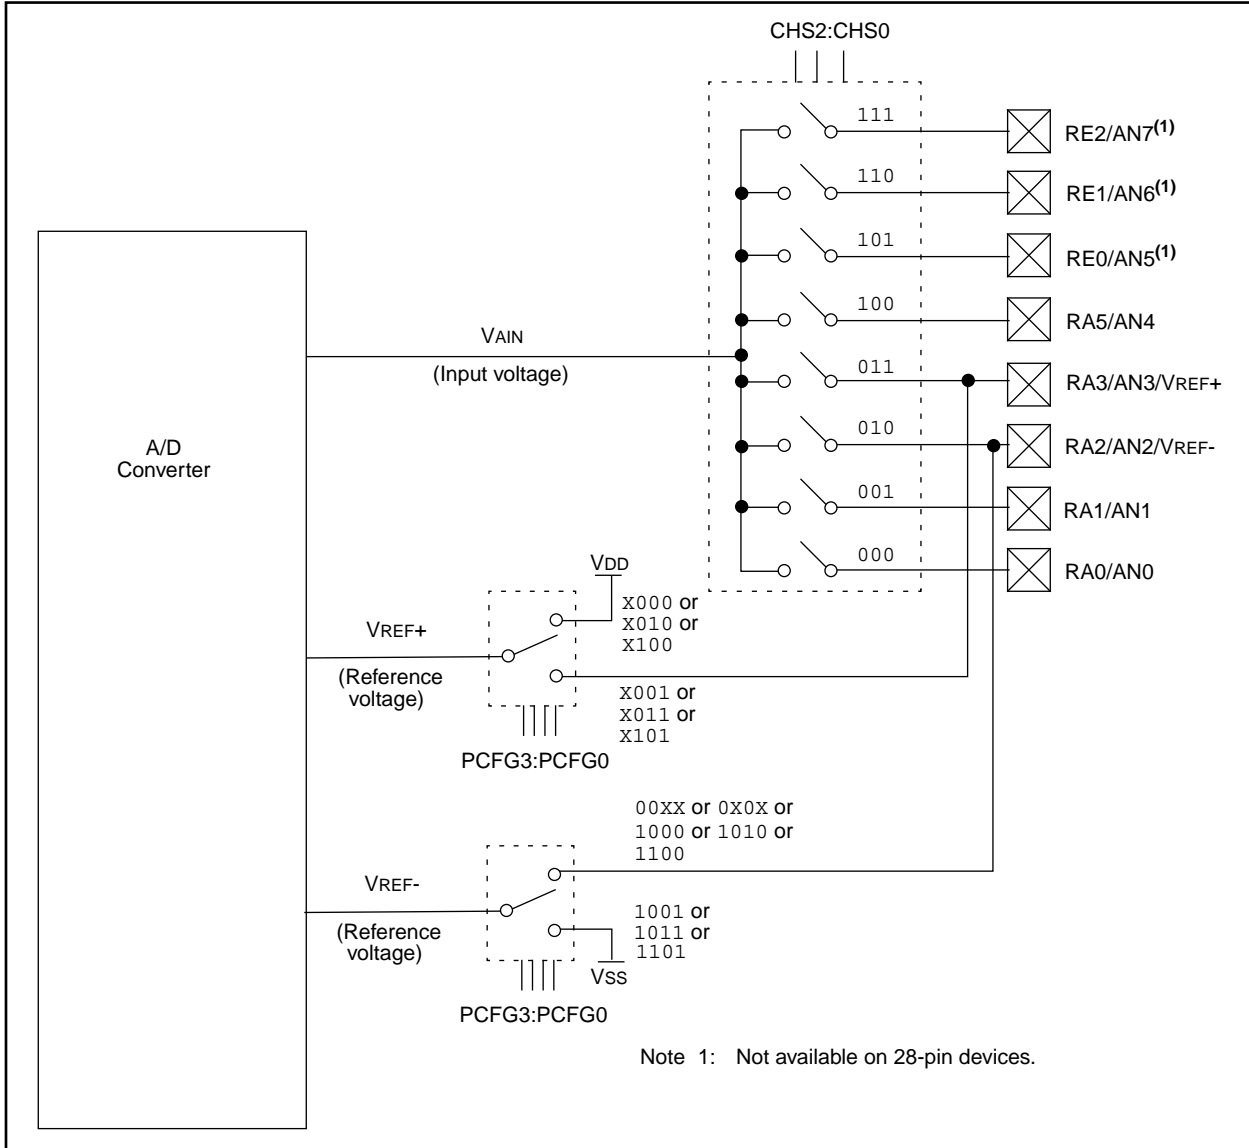 CHS2:CHS0
111
RE2/AN7(1)
110
RE1/AN6(1)
101
RE0/AN5(1)
100
RA5/AN4
VAIN
(Input voltage)
011
RA3/AN3/VREF+
010
RA2/AN2/VREF-
A/D
Converter
001
RA1/AN1
000
RA0/AN0
VDD
X000 or
X010 or
X100
VREF+
(Reference
voltage)
X001 or
X011 or
X101
PCFG3:PCFG0
00XX or 0X0X or
1000 or 1010 or
1100
VREF-
(Reference
voltage)
1001 or
1011 or
1101
VSS
PCFG3:PCFG0
Note 1: Not available on 28-pin devices.